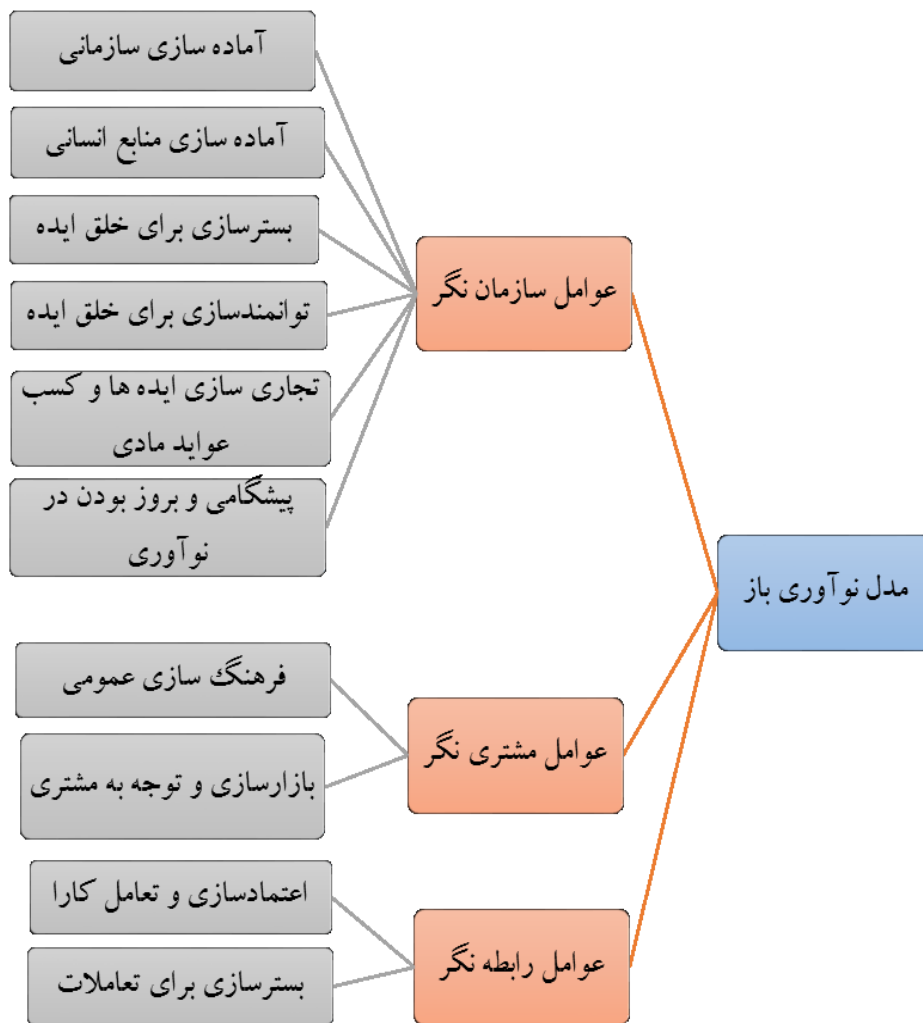 مدل نوآوری باز
عوامل سازمان نگر
آماده سازی سازمانی
آماده سازی منابع انسانی
بسترسازی برای خلق ایده
توانمندسازی برای خلق ایده
تجاری سازی ایده ها و کسب
عواید مادی
پیشگامی و بروز بودن در
نوآوری
عوامل مشتری نگر
فرهنگ سازی عمومی
بازارسازی و توجه به مشتری
عوامل رابطه نگر
اعتمادسازی و تعامل کارا
بسترسازی برای تعاملات